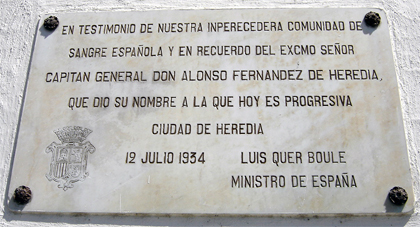 EN TESTIMONIO DE NUESTRA INPERECEDERA COMUNIDAD DE
SANGRE ESPAÑOLA Y EN RECUERDO DEL EXCMO SEÑOR
CAPITAN GENERAL DON ALONSO FERNANDEZ DE HEREDIA,
QUE DIO SU NOMBRE A LA QUE HOY ES PROGRESIVA
CIUDAD DE HEREDIA
12 JULIO 1934 LUIS QUER BOULE
MINISTRO DE ESPAÑA